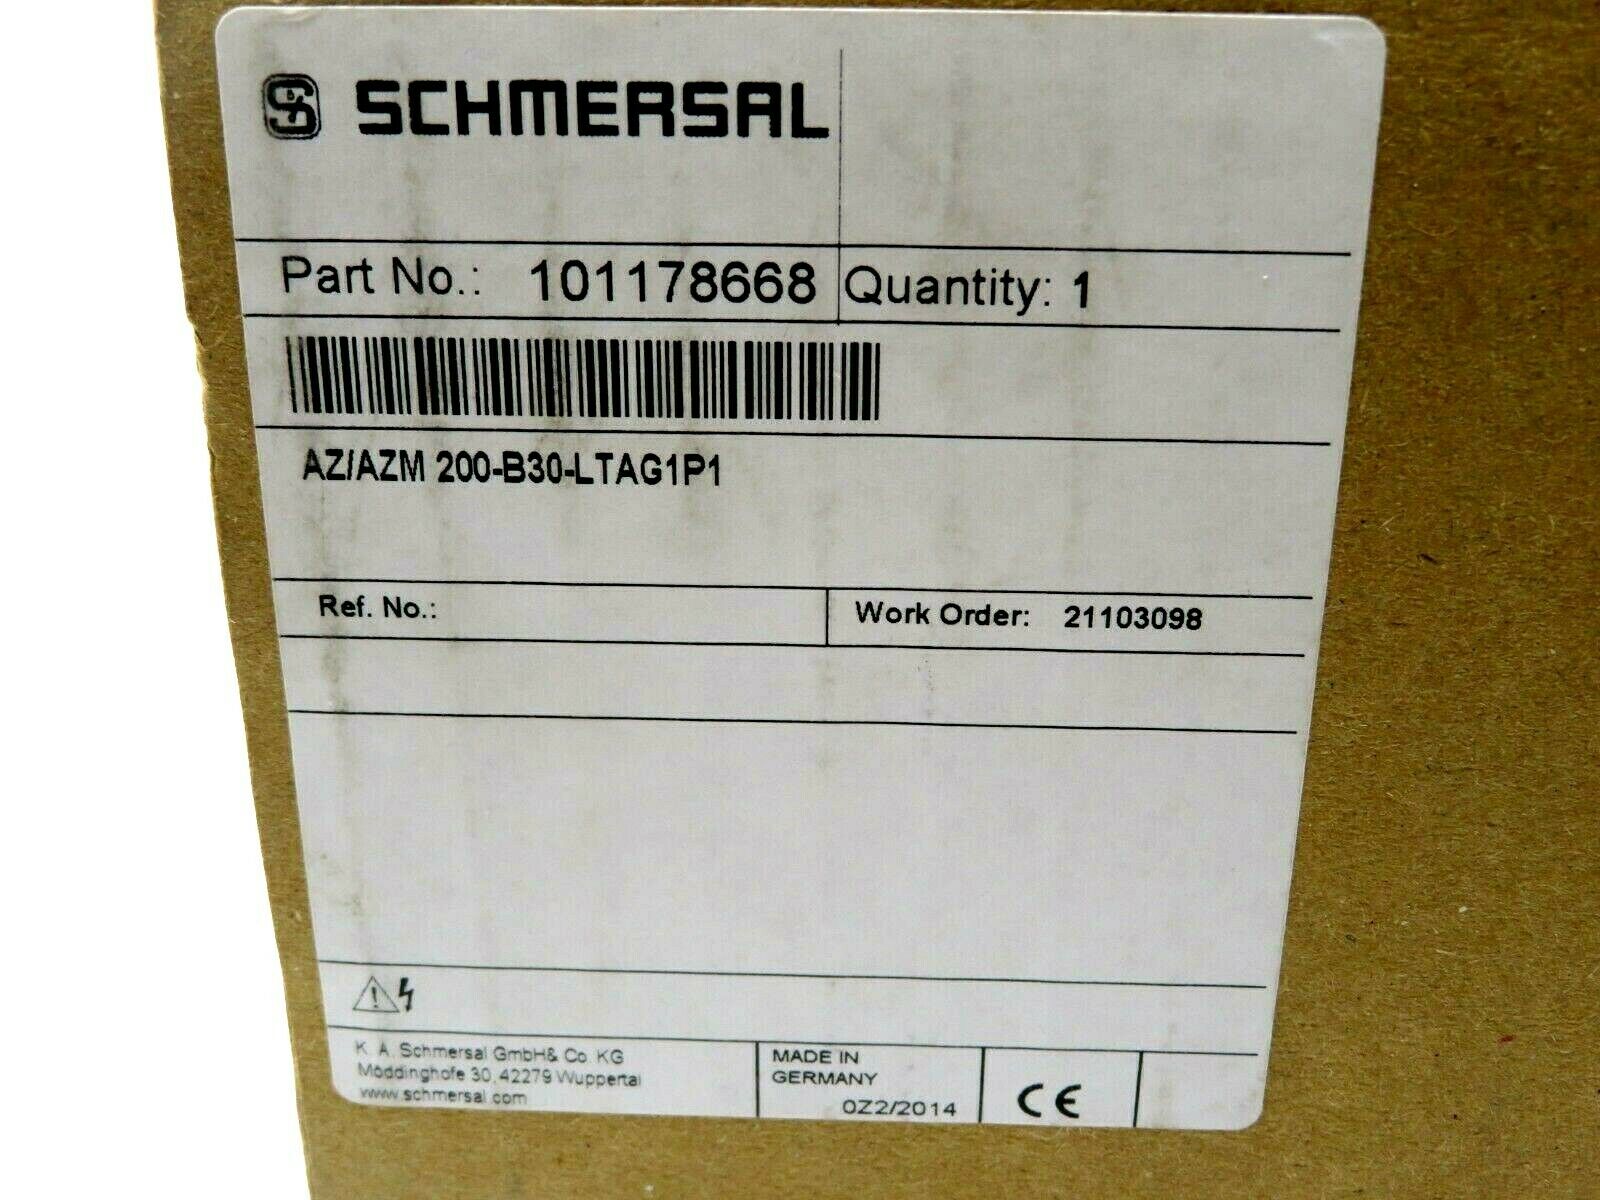 SCHMERSAL
Part No.: 101178668 Quantity: 1
AZ/AZM 200-B30-LTAG1P1
Ref. No.: Work Order: 21103098
K. A. Schmersal GmbH& Co. KG
Möddinghofe 30, 42279 Wuppertal
www.schmersal.com
MADE IN
GERMANY
0Z2/2014
CE